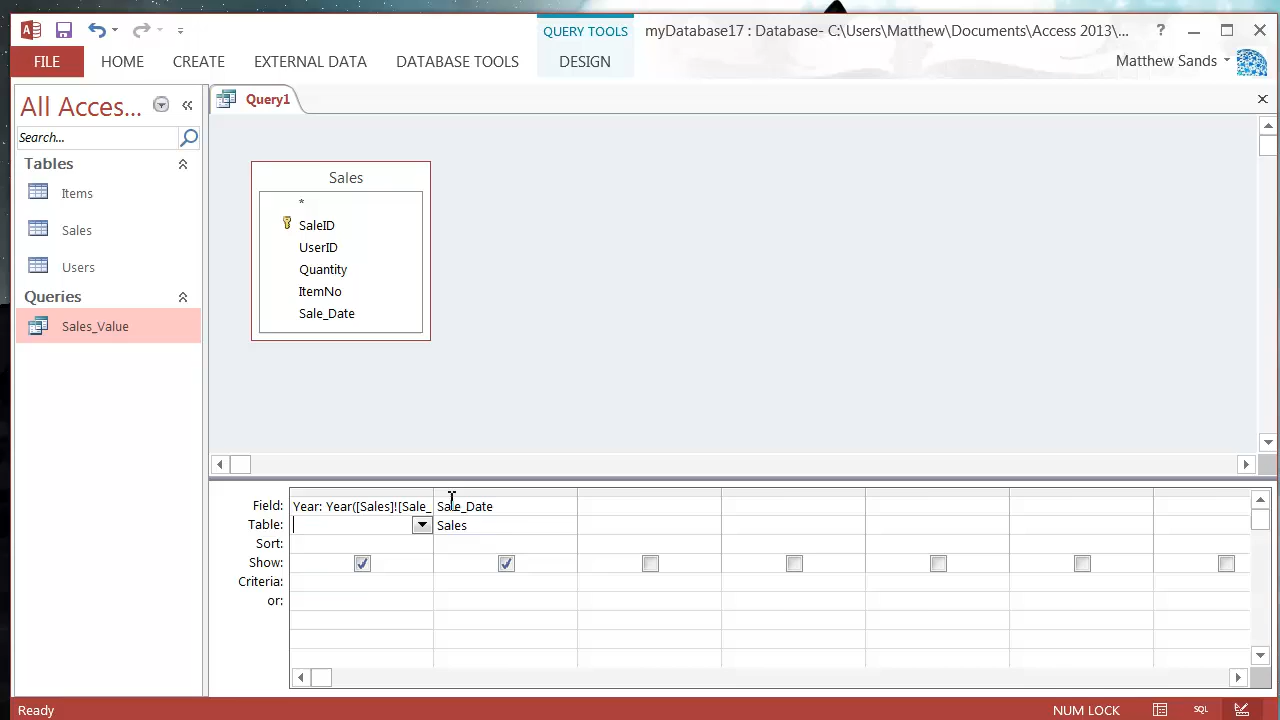 QUERY TOOLS
myDatabase17 : Database- C:\Users\Matthew\Documents\Access 2013\...
?
FILE
HOME
CREATE
EXTERNAL DATA
DATABASE TOOLS
DESIGN
Matthew Sands
All Acces...
Query1
Search...
Tables
Items
Sales
Users
Queries
Sales_Value
Sales
*
SaleID
UserID
Quantity
ItemNo
Sale_Date
Field: Year: Year([Sales]![Sale_ Sale_Date
Table: Sales
Sort:
Show:
Criteria:
or:
Ready
NUM LOCK
SQL